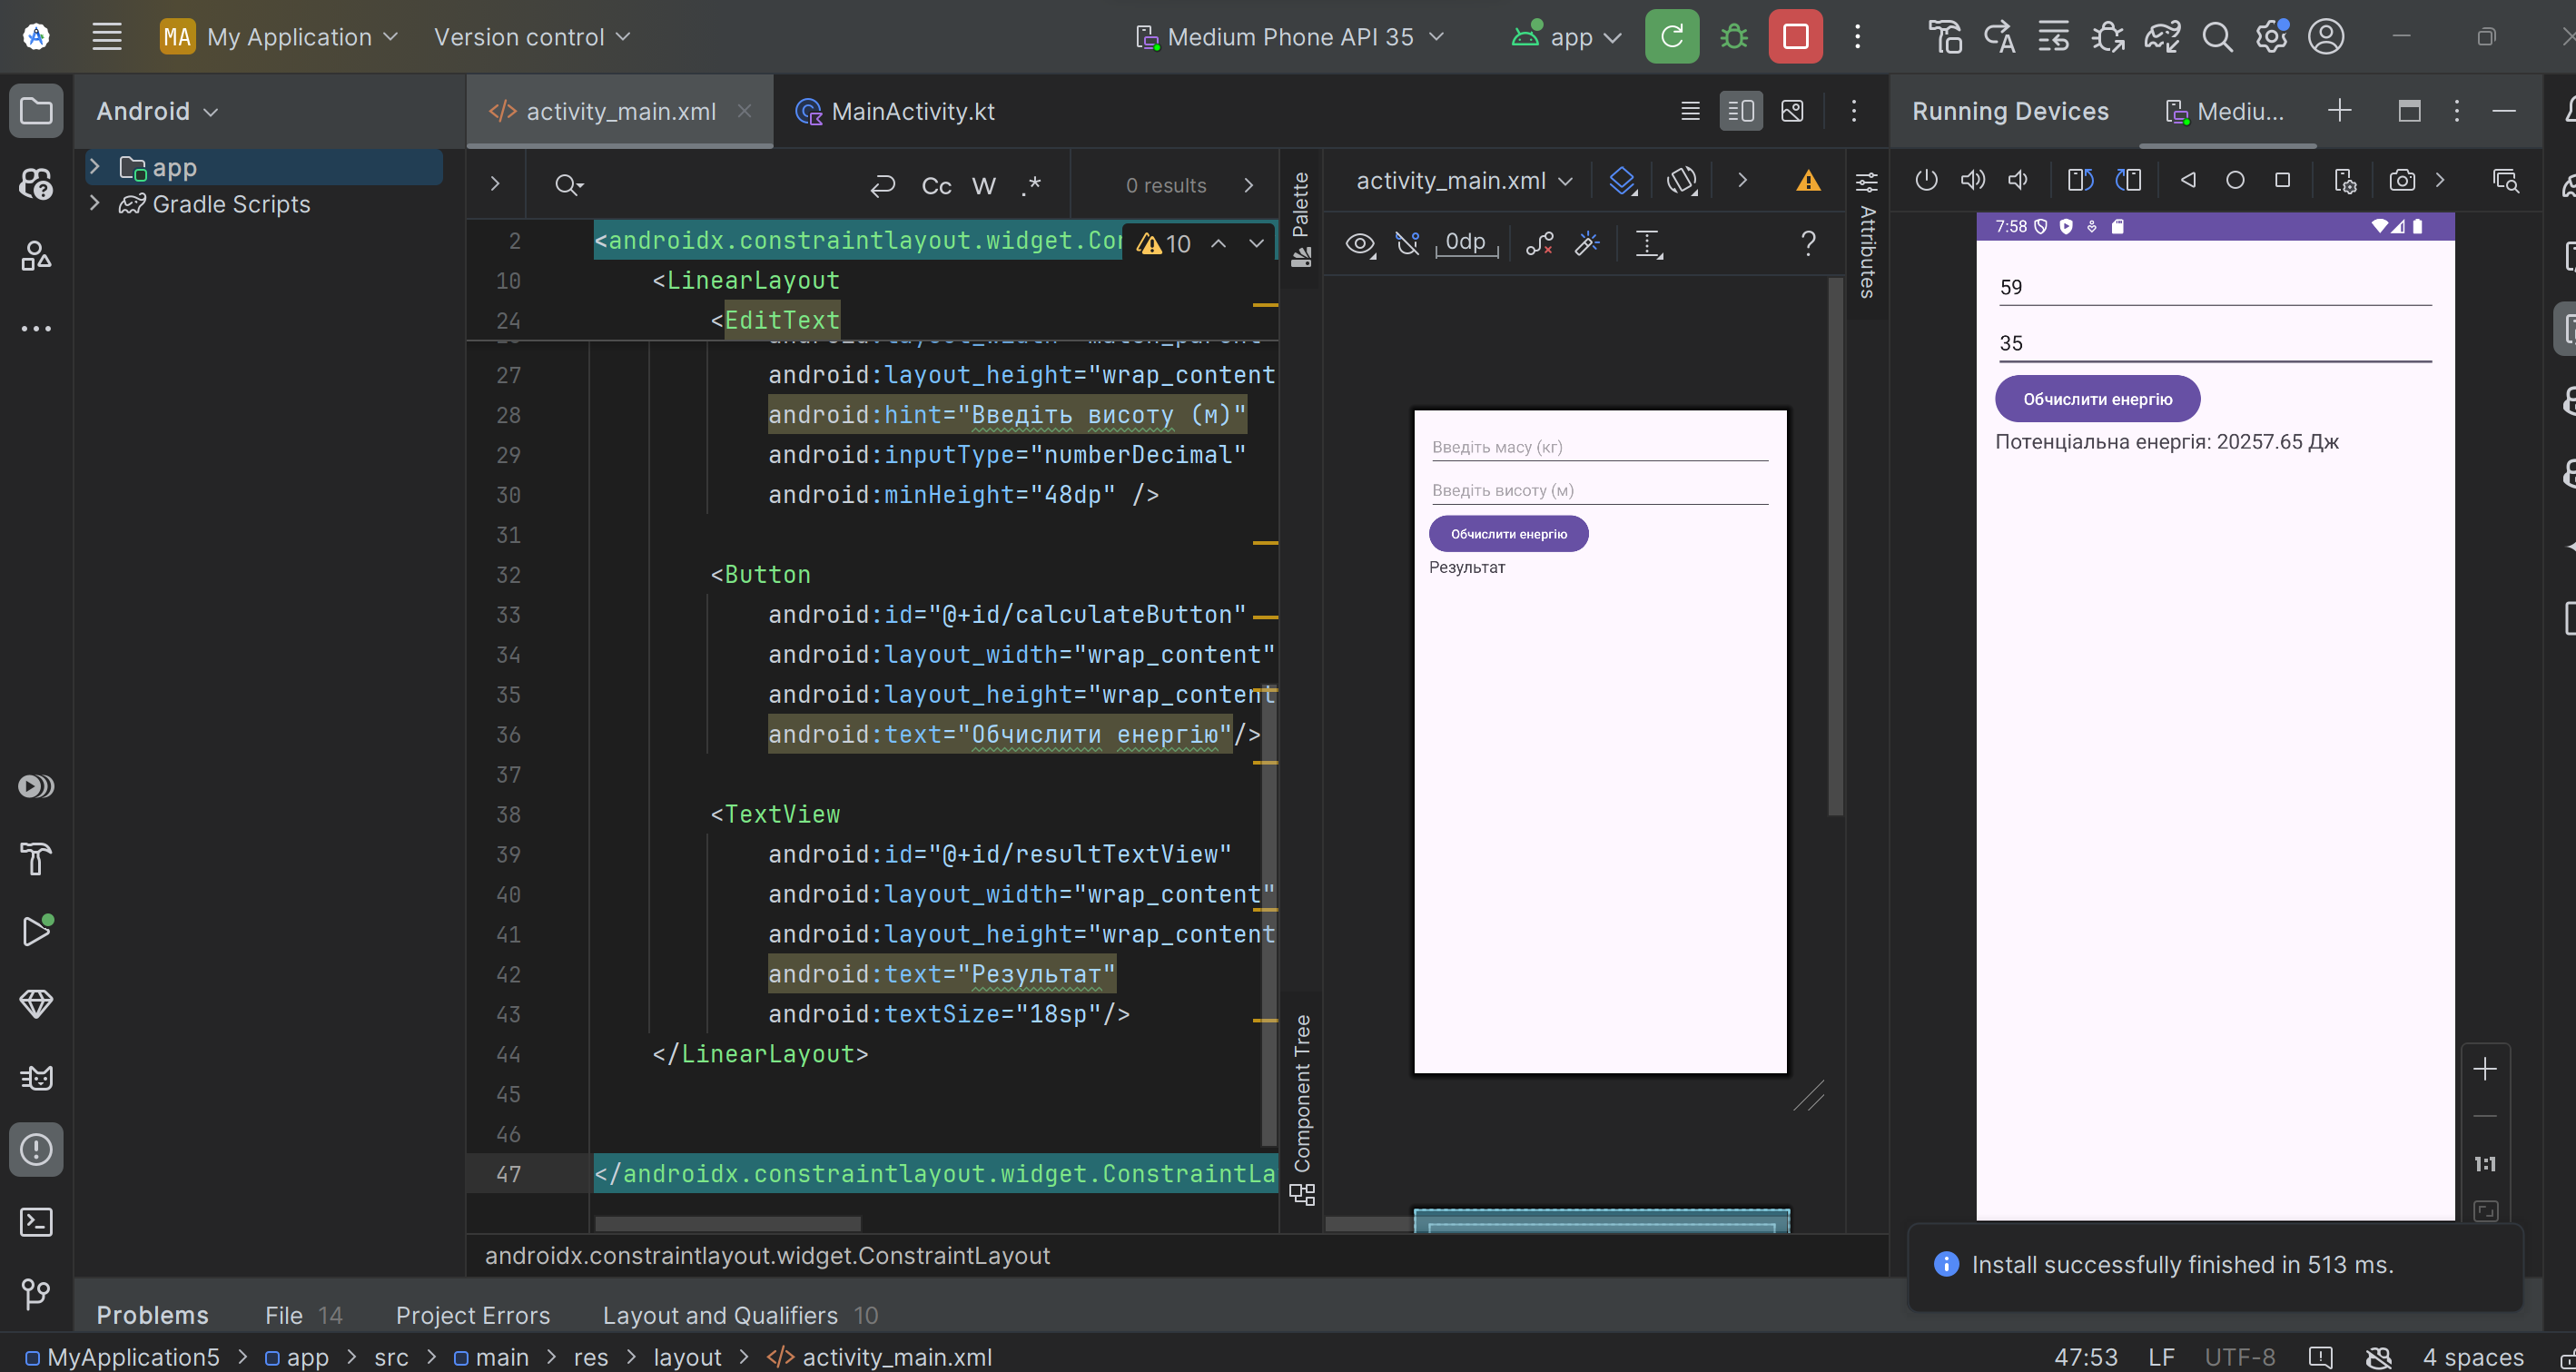 MA My Application
Version control
Medium Phone API 35
app
Android
app
Gradle Scripts
activity_main.xml
MainActivity.kt
Cc W .*
0 results
2 <androidx.constraintlayout.widget.Con
10
10 <LinearLayout
24 <EditText
27 android:layout_height="wrap_content
28 android:hint="Введіть висоту (м)"
29 android:inputType="numberDecimal"
30 android:minHeight="48dp" />
31
32 <Button
33 android:id="@+id/calculateButton"
34 android:layout_width="wrap_content"
35 android:layout_height="wrap_content
36 android:text="Обчислити енергію"/>
37
38 <TextView
39 android:id="@+id/resultTextView"
40 android:layout_width="wrap_content"
41 android:layout_height="wrap_content
42 android:text="Результат"
43 android:textSize="18sp"/>
44 </LinearLayout>
45
46
47 </androidx.constraintlayout.widget.ConstraintLa
androidx.constraintlayout.widget.ConstraintLayout
Palette
Component Tree
activity_main.xml
0dp
?
Введіть масу (кг)
Введіть висоту (м)
Обчислити енергію
Результат
Attributes
Running Devices
Mediu...
7:58
59
35
Обчислити енергію
Потенціальна енергія: 20257.65 Дж
1:1
Install successfully finished in 513 ms.
Problems File 14 Project Errors Layout and Qualifiers 10
MyApplication5 > app > src > main > res > layout > activity_main.xml
47:53 LF UTF-8 4 spaces